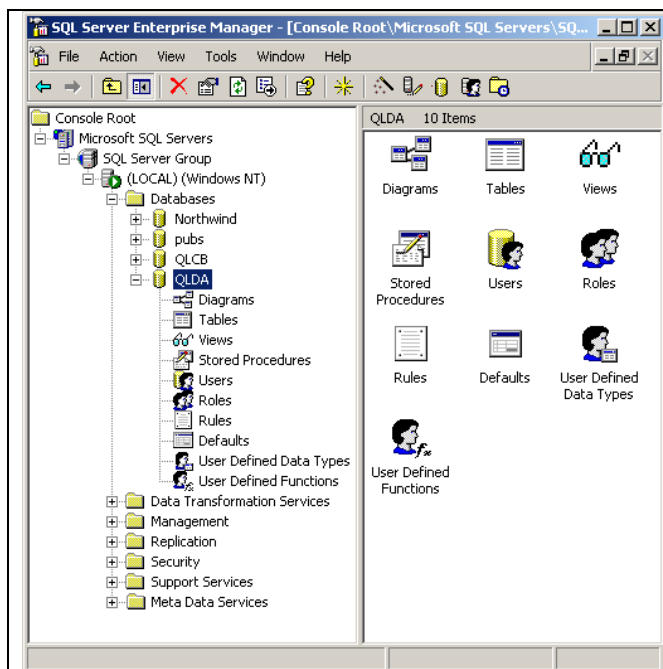 SQL Server Enterprise Manager - [Console Root\Microsoft SQL Servers\SQ...
File Action View Tools Window Help
Console Root
Microsoft SQL Servers
SQL Server Group
(LOCAL) (Windows NT)
Databases
Northwind
pubs
QLCB
QLDA
Diagrams
Tables
Views
Stored Procedures
Users
Roles
Rules
Defaults
User Defined Data Types
User Defined Functions
Data Transformation Services
Management
Replication
Security
Support Services
Meta Data Services
QLDA 10 Items
Diagrams Tables Views
Stored Procedures Users Roles
Rules Defaults User Defined Data Types
User Defined Functions